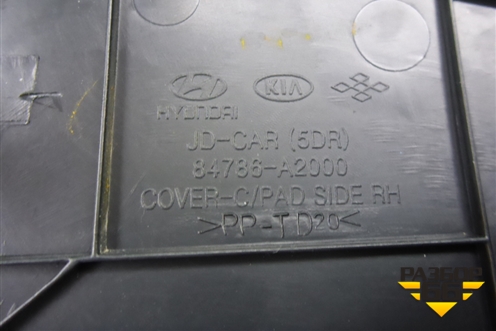 HYUNDAI KIA
JD-CAR (5DR)
84786-A2000
COVER-C/PAD SIDE RH
>PP-TD20<
РАЗБОР